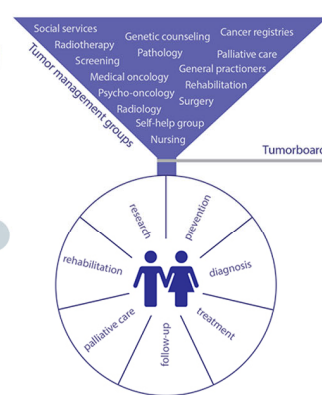 Social services
Genetic counseling
Cancer registries
Radiotherapy
Pathology
Palliative care
Screening
General practioners
Medical oncology
Rehabilitation
Psycho-oncology
Surgery
Radiology
Self-help group
Nursing
Tumor management groups
Tumorboard
research
prevention
rehabilitation
diagnosis
palliative care
treatment
follow-up